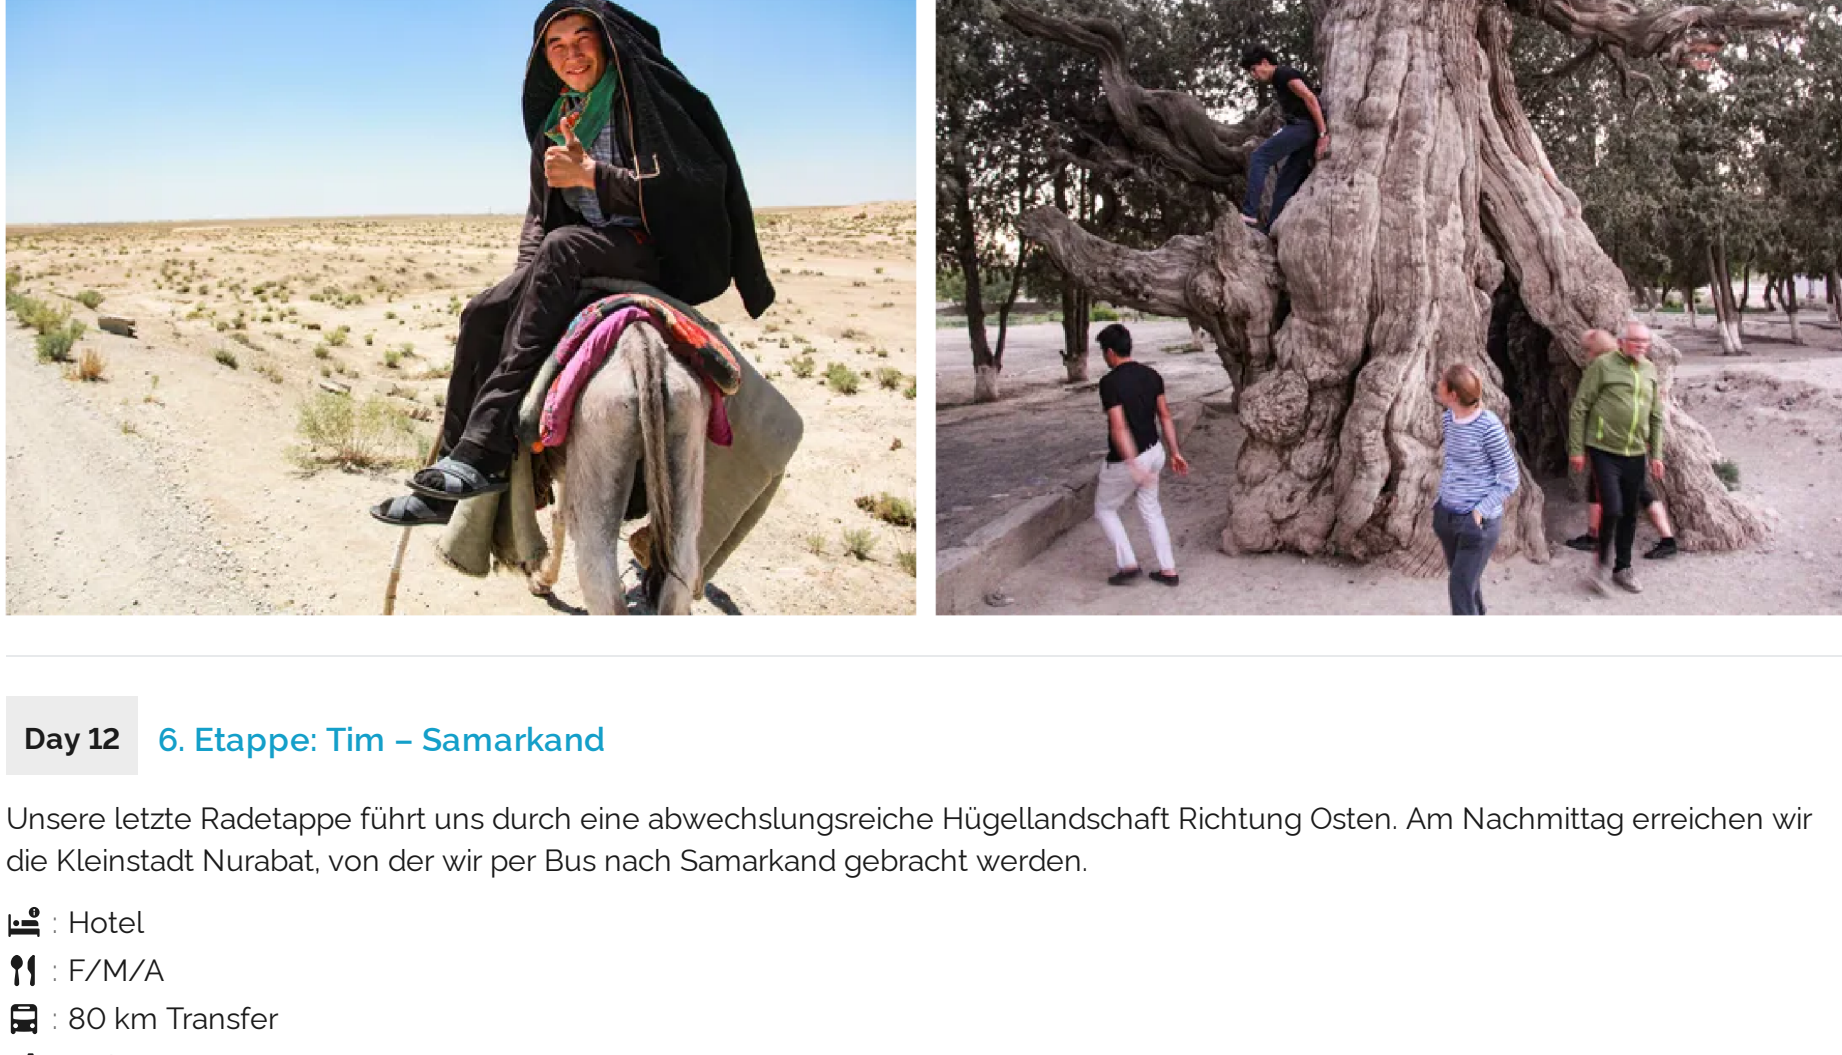 Day 12
6. Etappe: Tim – Samarkand
Unsere letzte Radetappe führt uns durch eine abwechslungsreiche Hügellandschaft Richtung Osten. Am Nachmittag erreichen wir
die Kleinstadt Nurabat, von der wir per Bus nach Samarkand gebracht werden.
: Hotel
: F/M/A
: 80 km Transfer